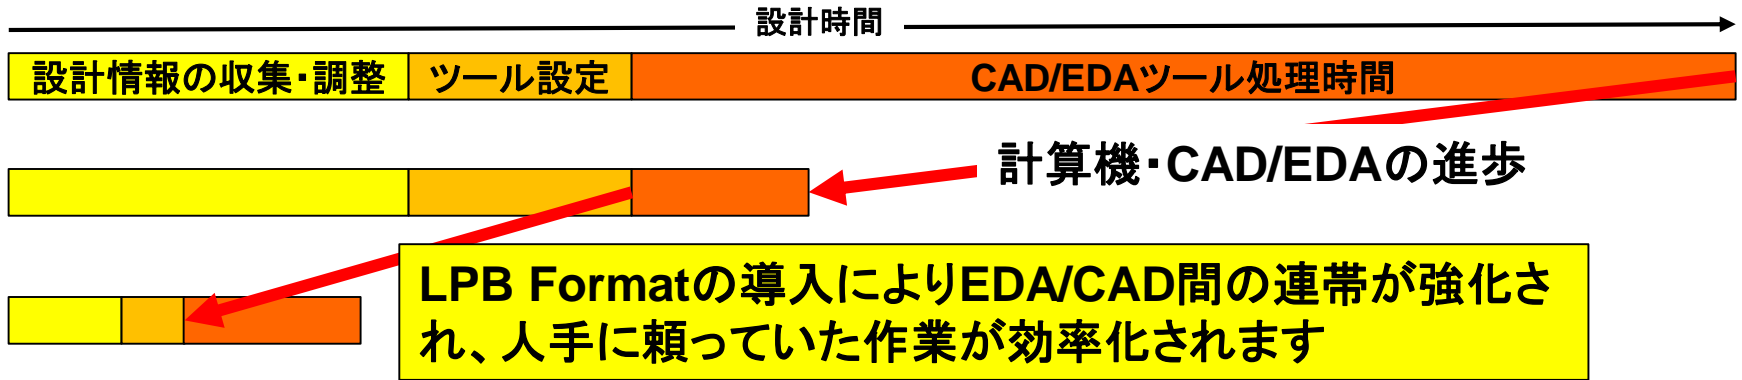 設計時間
設計情報の収集・調整 ツール設定 CAD/EDAツール処理時間
計算機・CAD/EDAの進歩
LPB Formatの導入によりEDA/CAD間の連帯が強化さ
れ、人手に頼っていた作業が効率化されます